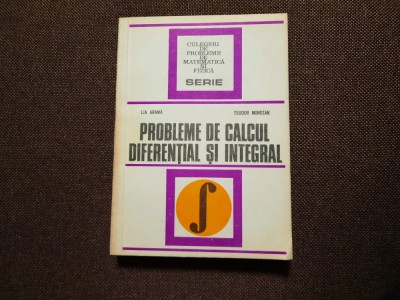 CULEGERI
DE
PROBLEME
DE
MATEMATICĂ
ȘI
FIZICĂ
SERIE
LIA ARAMĂ TEODOR MOROZAN
PROBLEME DE CALCUL
DIFERENȚIAL ȘI INTEGRAL
∫